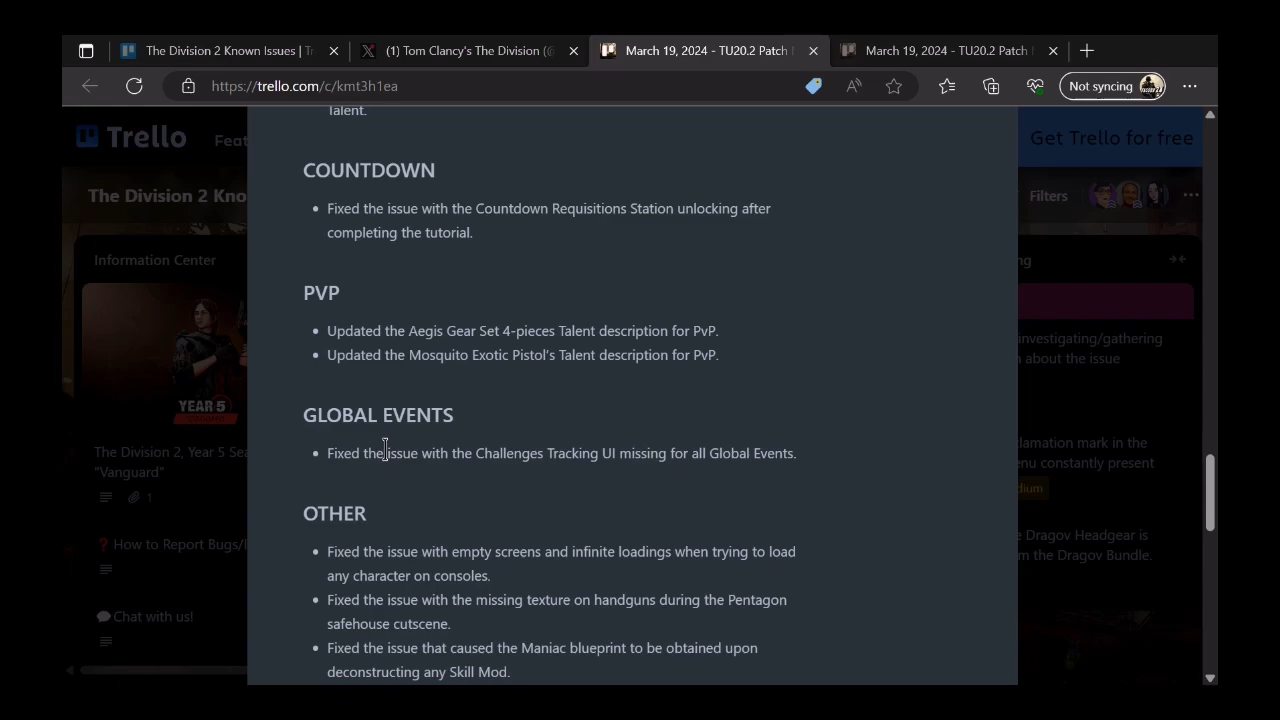 The Division 2 Known Issues | Tr
(1) Tom Clancy's The Division (@
March 19, 2024 - TU20.2 Patch
March 19, 2024 - TU20.2 Patch
https://trello.com/c/kmt3h1ea
Not syncing
Trello
Feat
Get Trello for free
The Division 2 Kno
Filters
Information Center
ng
YEAR 5
The Division 2, Year 5 Sea
"Vanguard"
1
How to Report Bugs/I
Chat with us!
investigating/gathering
n about the issue
clamation mark in the
enu constantly present
dium
e Dragov Headgear is
m the Dragov Bundle.
Talent.
COUNTDOWN
• Fixed the issue with the Countdown Requisitions Station unlocking after
completing the tutorial.
PVP
• Updated the Aegis Gear Set 4-pieces Talent description for PvP.
• Updated the Mosquito Exotic Pistol's Talent description for PvP.
GLOBAL EVENTS
• Fixed the issue with the Challenges Tracking UI missing for all Global Events.
OTHER
• Fixed the issue with empty screens and infinite loadings when trying to load
any character on consoles.
• Fixed the issue with the missing texture on handguns during the Pentagon
safehouse cutscene.
• Fixed the issue that caused the Maniac blueprint to be obtained upon
deconstructing any Skill Mod.